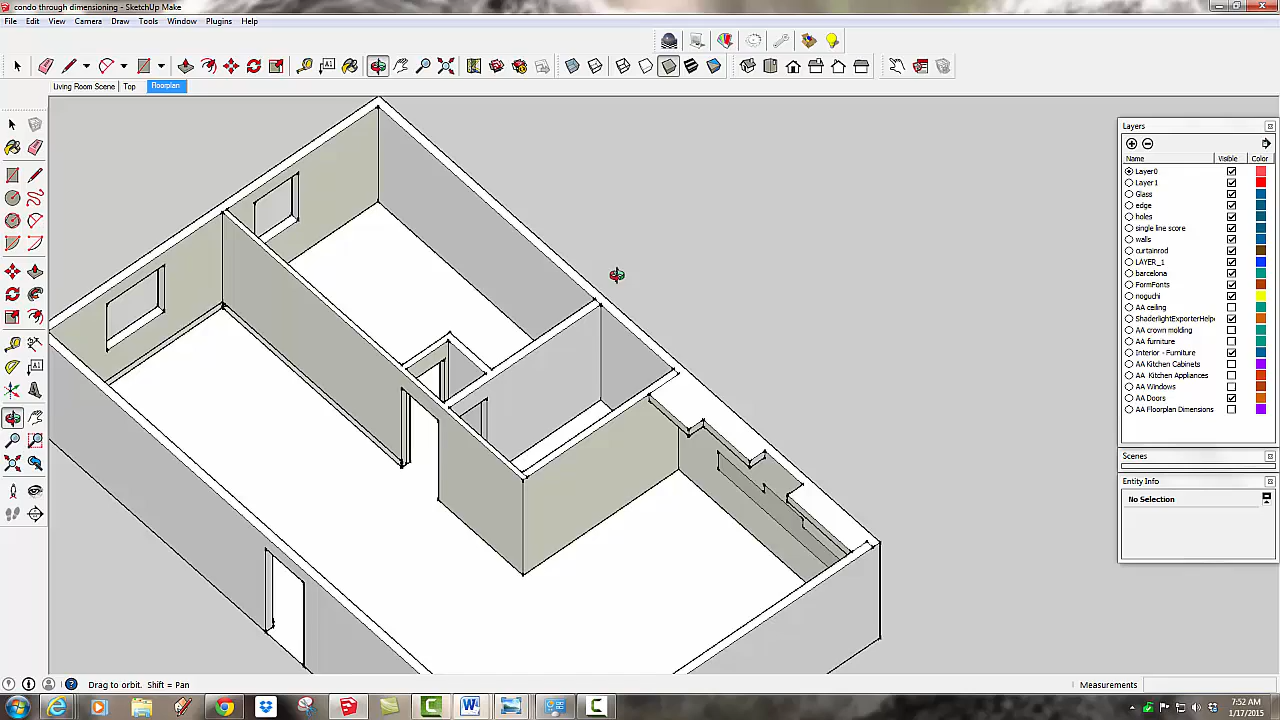 condo through dimensioning - SketchUp Make
File Edit View Camera Draw Tools Window Plugins Help
Living Room Scene Top Floorplan
Layers
Name Visible Color
Layer0
Layer1
Glass
edge
holes
single line score
walls
curtainrod
LAYER_1
barcelona
FormFonts
noguchi
AA ceiling
ShaderlightExporterHelpe
AA crown molding
AA furniture
Interior - Furniture
AA Kitchen Cabinets
AA Kitchen Appliances
AA Windows
AA Doors
AA Floorplan Dimensions
Scenes
Entity Info
No Selection
Drag to orbit. Shift = Pan
Measurements
7:52 AM
1/17/2015